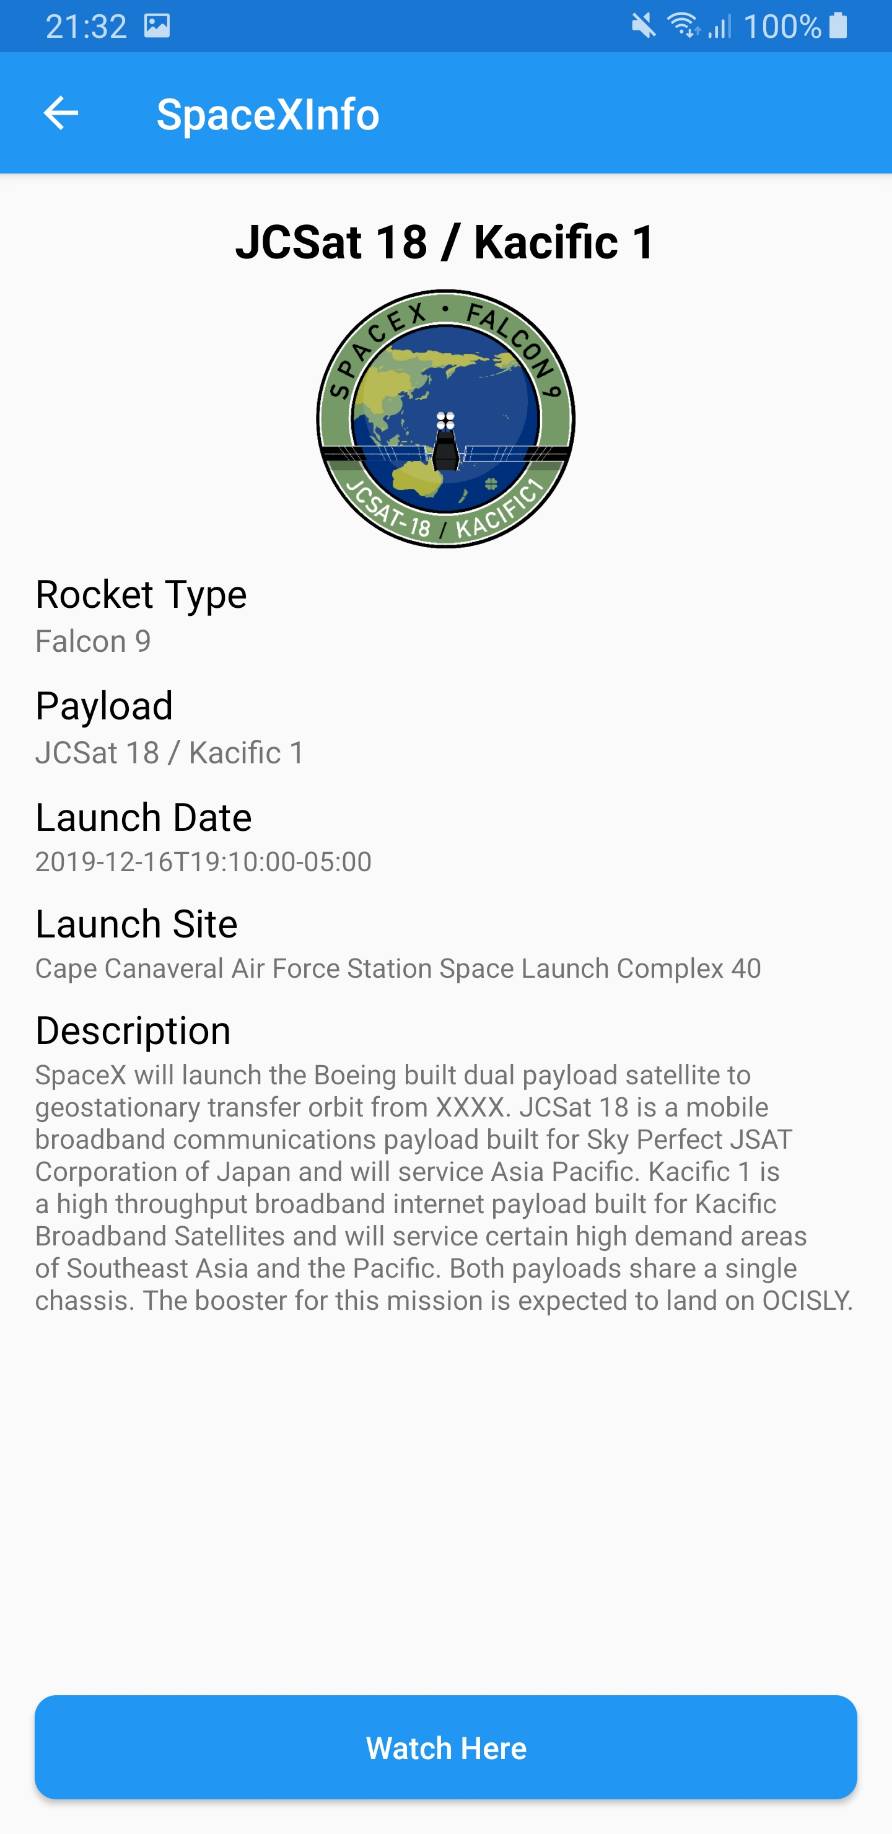 21:32 100%
SpaceXInfo
JCSat 18 / Kacific 1
SPACEX • FALCON 9
JCSAT-18 / KACIFIC1
Rocket Type
Falcon 9
Payload
JCSat 18 / Kacific 1
Launch Date
2019-12-16T19:10:00-05:00
Launch Site
Cape Canaveral Air Force Station Space Launch Complex 40
Description
SpaceX will launch the Boeing built dual payload satellite to
geostationary transfer orbit from XXXX. JCSat 18 is a mobile
broadband communications payload built for Sky Perfect JSAT
Corporation of Japan and will service Asia Pacific. Kacific 1 is
a high throughput broadband internet payload built for Kacific
Broadband Satellites and will service certain high demand areas
of Southeast Asia and the Pacific. Both payloads share a single
chassis. The booster for this mission is expected to land on OCISLY.
Watch Here